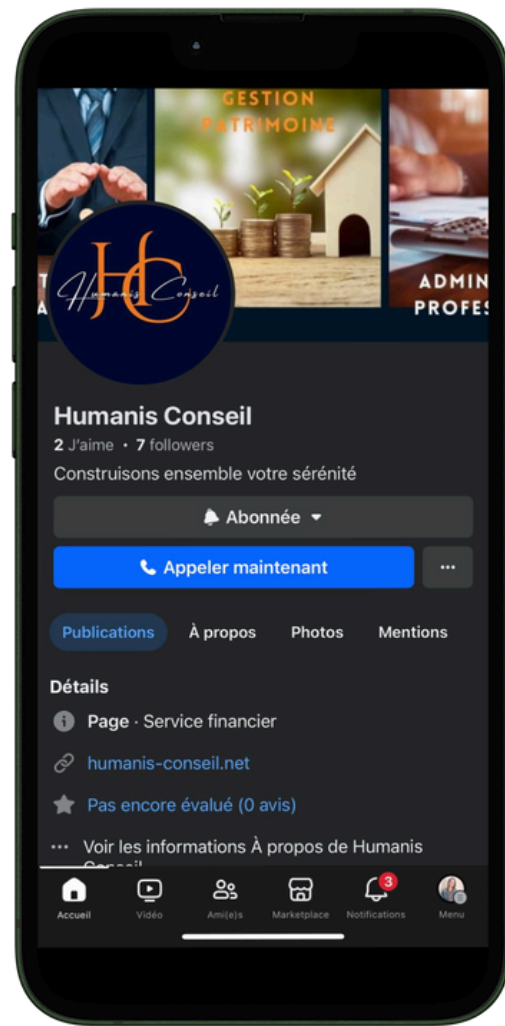 GESTION
PATRIMOINE
ADMIN
PROFES
HC
Humanis Conseil
Humanis Conseil
2 J'aime • 7 followers
Construisons ensemble votre sérénité
Abonnée
Appeler maintenant
...
Publications À propos Photos Mentions
Détails
Page · Service financier
humanis-conseil.net
Pas encore évalué (0 avis)
... Voir les informations À propos de Humanis
Conseil
3
Accueil Vidéo Ami(e)s Marketplace Notifications Menu